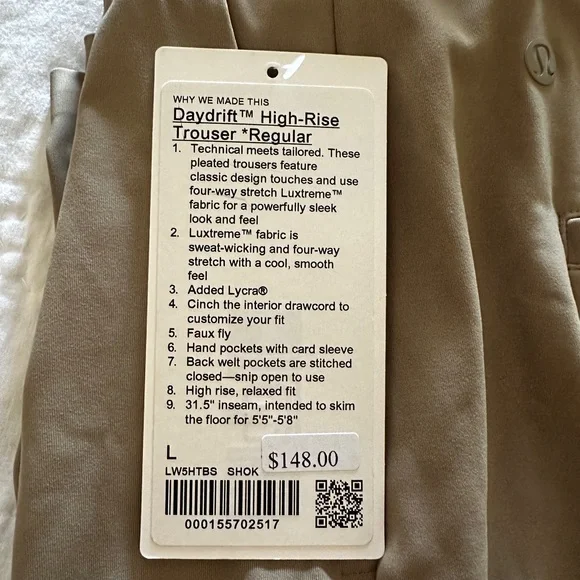 WHY WE MADE THIS
Daydrift™ High-Rise
Trouser *Regular
1. Technical meets tailored. These
pleated trousers feature
classic design touches and use
four-way stretch Luxtreme™
fabric for a powerfully sleek
look and feel
2. Luxtreme™ fabric is
sweat-wicking and four-way
stretch with a cool, smooth
feel
3. Added Lycra®
4. Cinch the interior drawcord to
customize your fit
5. Faux fly
6. Hand pockets with card sleeve
7. Back welt pockets are stitched
closed—snip open to use
8. High rise, relaxed fit
9. 31.5" inseam, intended to skim
the floor for 5'5"-5'8"
L
$148.00
LW5HTBS SHOK
000155702517